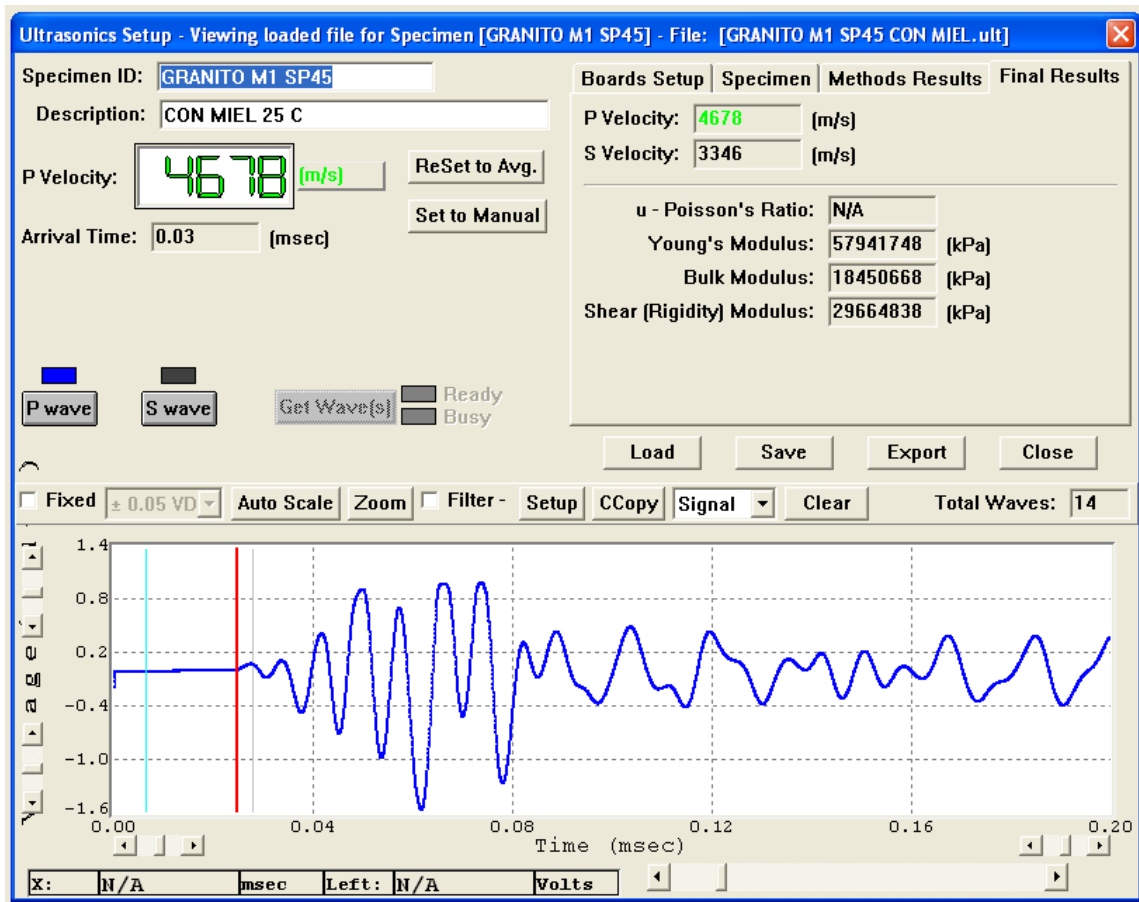 Ultrasonics Setup - Viewing loaded file for Specimen [GRANITO M1 SP45] - File: [GRANITO M1 SP45 CON MIEL.ult]
Specimen ID: GRANITO M1 SP45
Description: CON MIEL 25 C
P Velocity: 4678 (m/s)
ReSet to Avg.
Set to Manual
Arrival Time: 0.03 (msec)
Boards Setup Specimen Methods Results Final Results
P Velocity: 4678 (m/s)
S Velocity: 3346 (m/s)
u - Poisson's Ratio: N/A
Young's Modulus: 57941748 (kPa)
Bulk Modulus: 18450668 (kPa)
Shear (Rigidity) Modulus: 29664838 (kPa)
P wave S wave Get Wave(s) Ready
Busy
Load Save Export Close
Fixed ± 0.05 VD Auto Scale Zoom Filter - Setup CCopy Signal Clear Total Waves: 14
1.4
0.8
0.2
-0.4
-1.0
-1.6
0.00 0.04 0.08 0.12 0.16 0.20
Time (msec)
X: N/A msec Left: N/A Volts